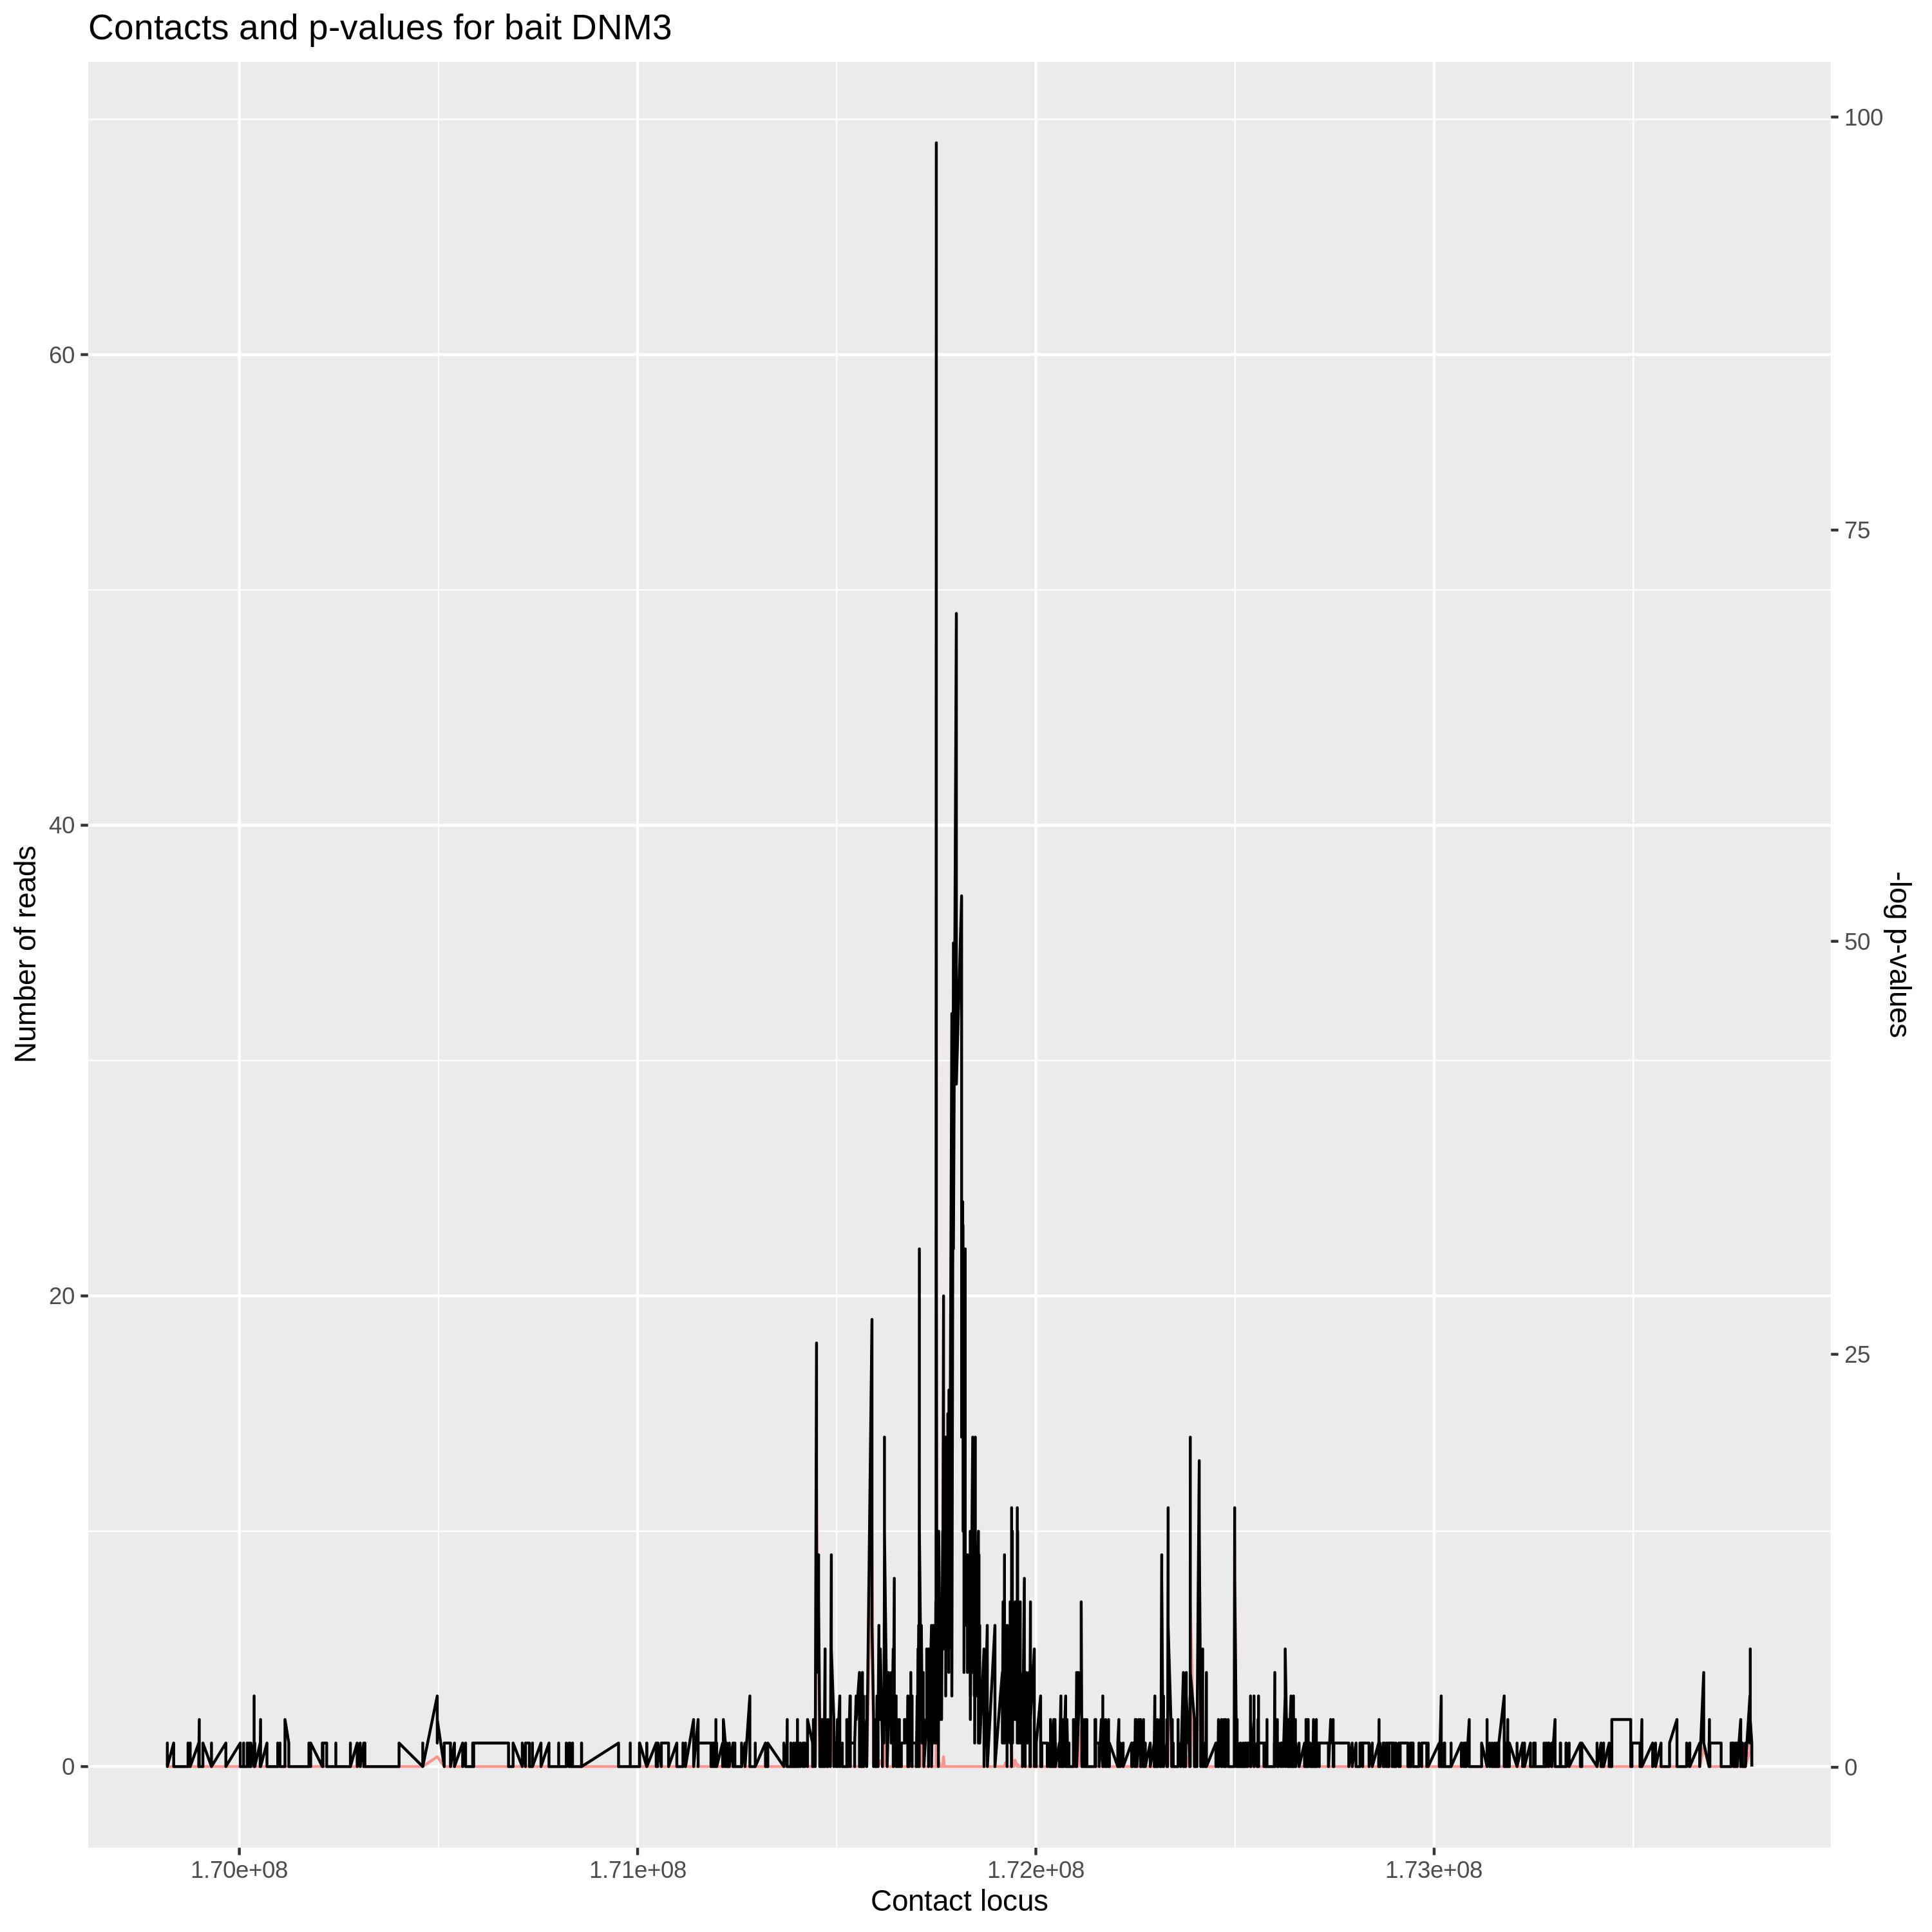 Contacts and p-values for bait DNM3
100
75
60
50
40
25
20
0
0
Number of reads
-log p-values
1.70e+08
1.71e+08
1.72e+08
1.73e+08
Contact locus